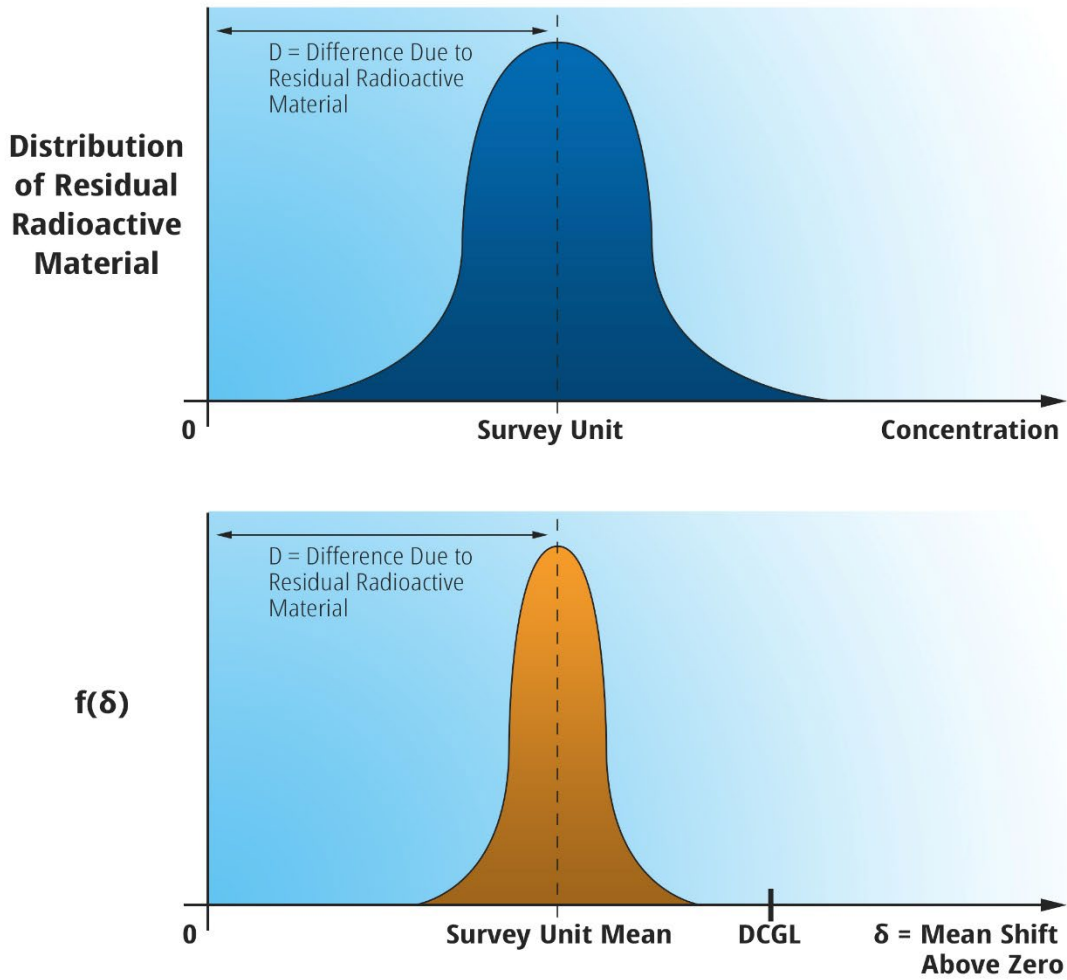 D = Difference Due to
Residual Radioactive
Material
Distribution
of Residual
Radioactive
Material
0
Survey Unit
Concentration
D = Difference Due to
Residual Radioactive
Material
f(δ)
0
Survey Unit Mean
DCGL
δ = Mean Shift
Above Zero